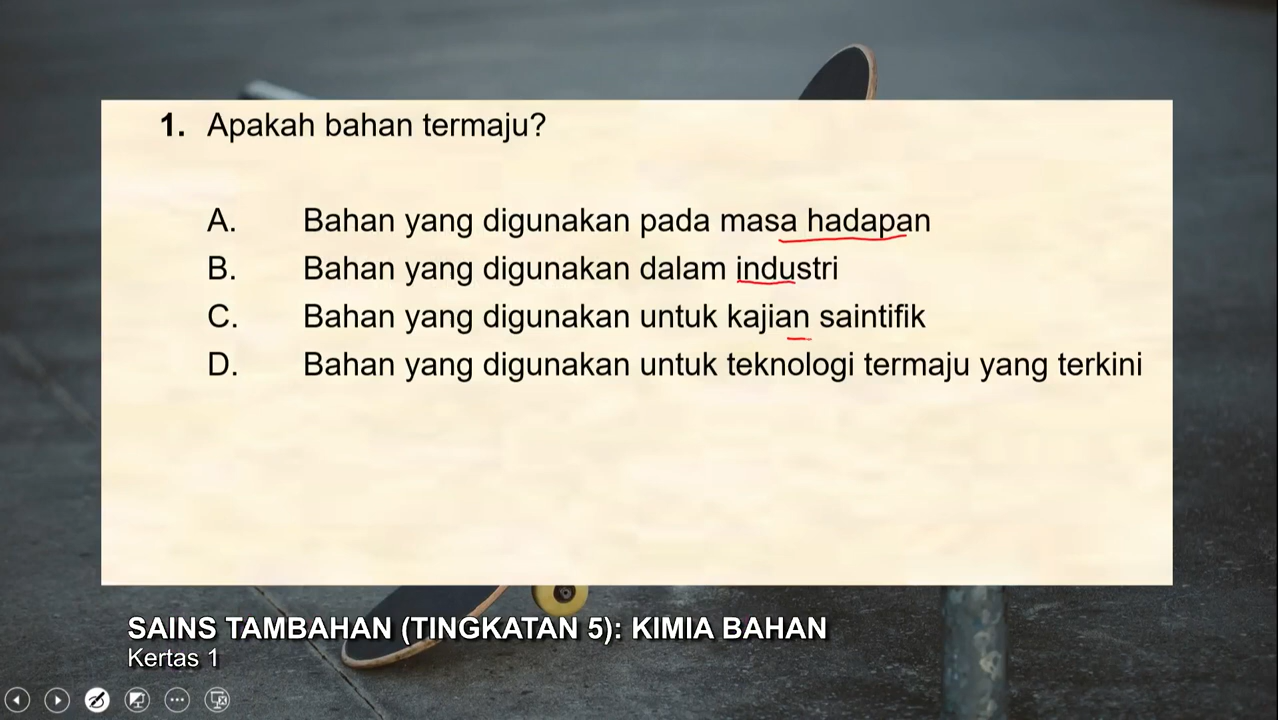 1. Apakah bahan termaju?
A. Bahan yang digunakan pada masa hadapan
B. Bahan yang digunakan dalam industri
C. Bahan yang digunakan untuk kajian saintifik
D. Bahan yang digunakan untuk teknologi termaju yang terkini
SAINS TAMBAHAN (TINGKATAN 5): KIMIA BAHAN
Kertas 1